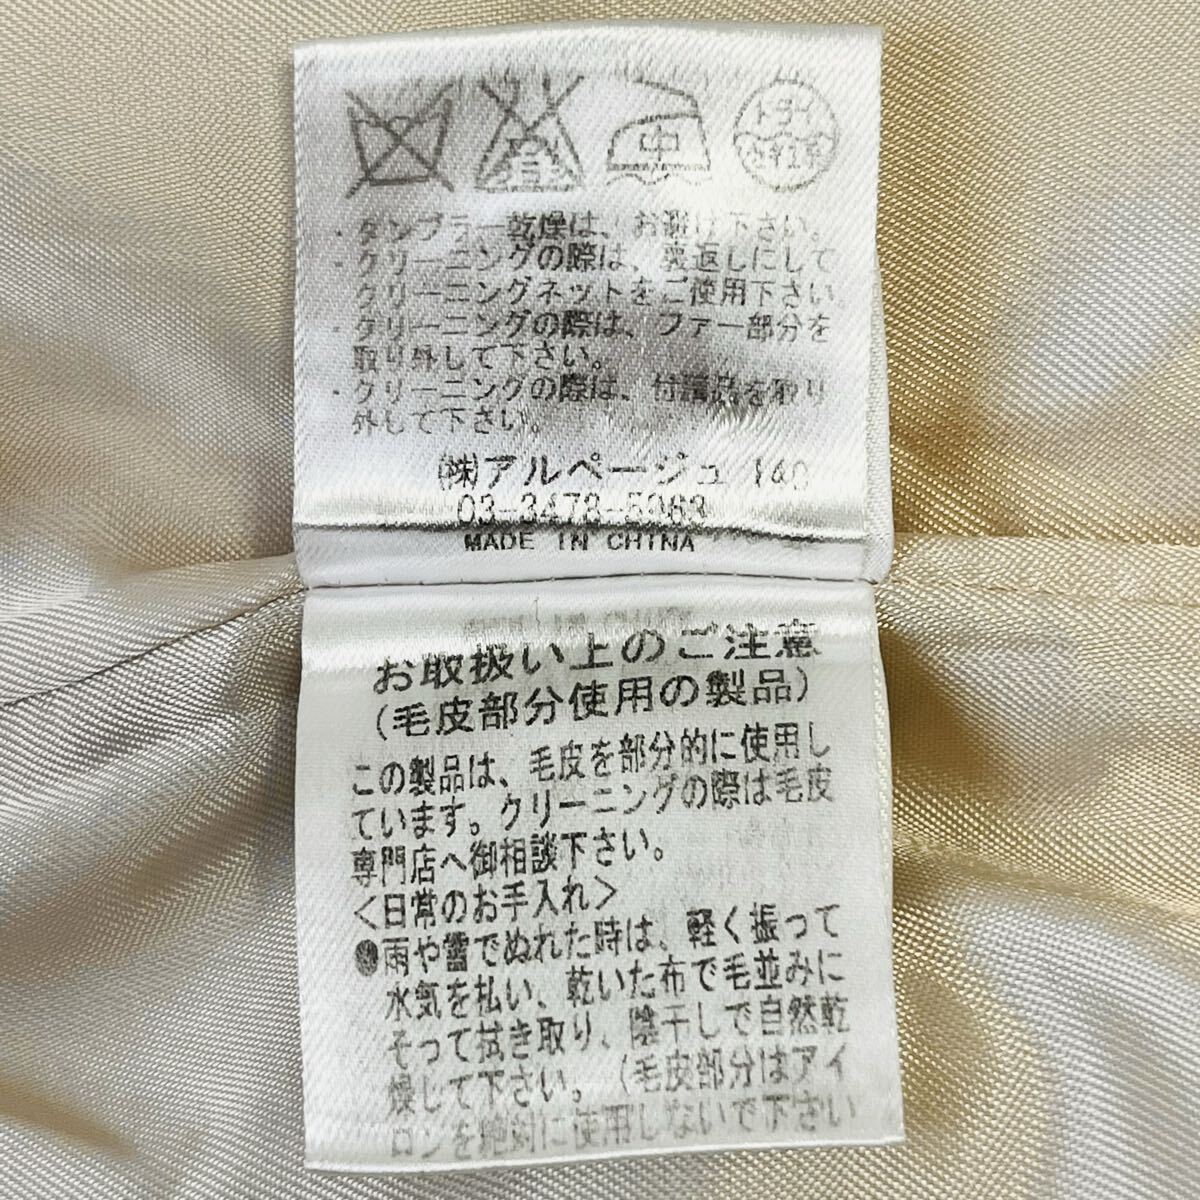 中
ドライ
・タンブラー乾燥は、お避け下さい。
・クリーニングの際は、裏返しにして
クリーニングネットをご使用下さい。
・クリーニングの際は、ファー部分を
取り外して下さい。
・クリーニングの際は、付属品を取り
外して下さい。
(株)アルページュ 140
03-3478-5063
MADE IN CHINA
お取扱い上のご注意
(毛皮部分使用の製品)
この製品は、毛皮を部分的に使用し
ています。クリーニングの際は毛皮
専門店へ御相談下さい。
<日常のお手入れ>
●雨や雪でぬれた時は、軽く振って
水気を払い、乾いた布で毛並みに
そって拭き取り、陰干しで自然乾
燥して下さい。(毛皮部分はアイ
ロンを絶対に使用しないで下さい